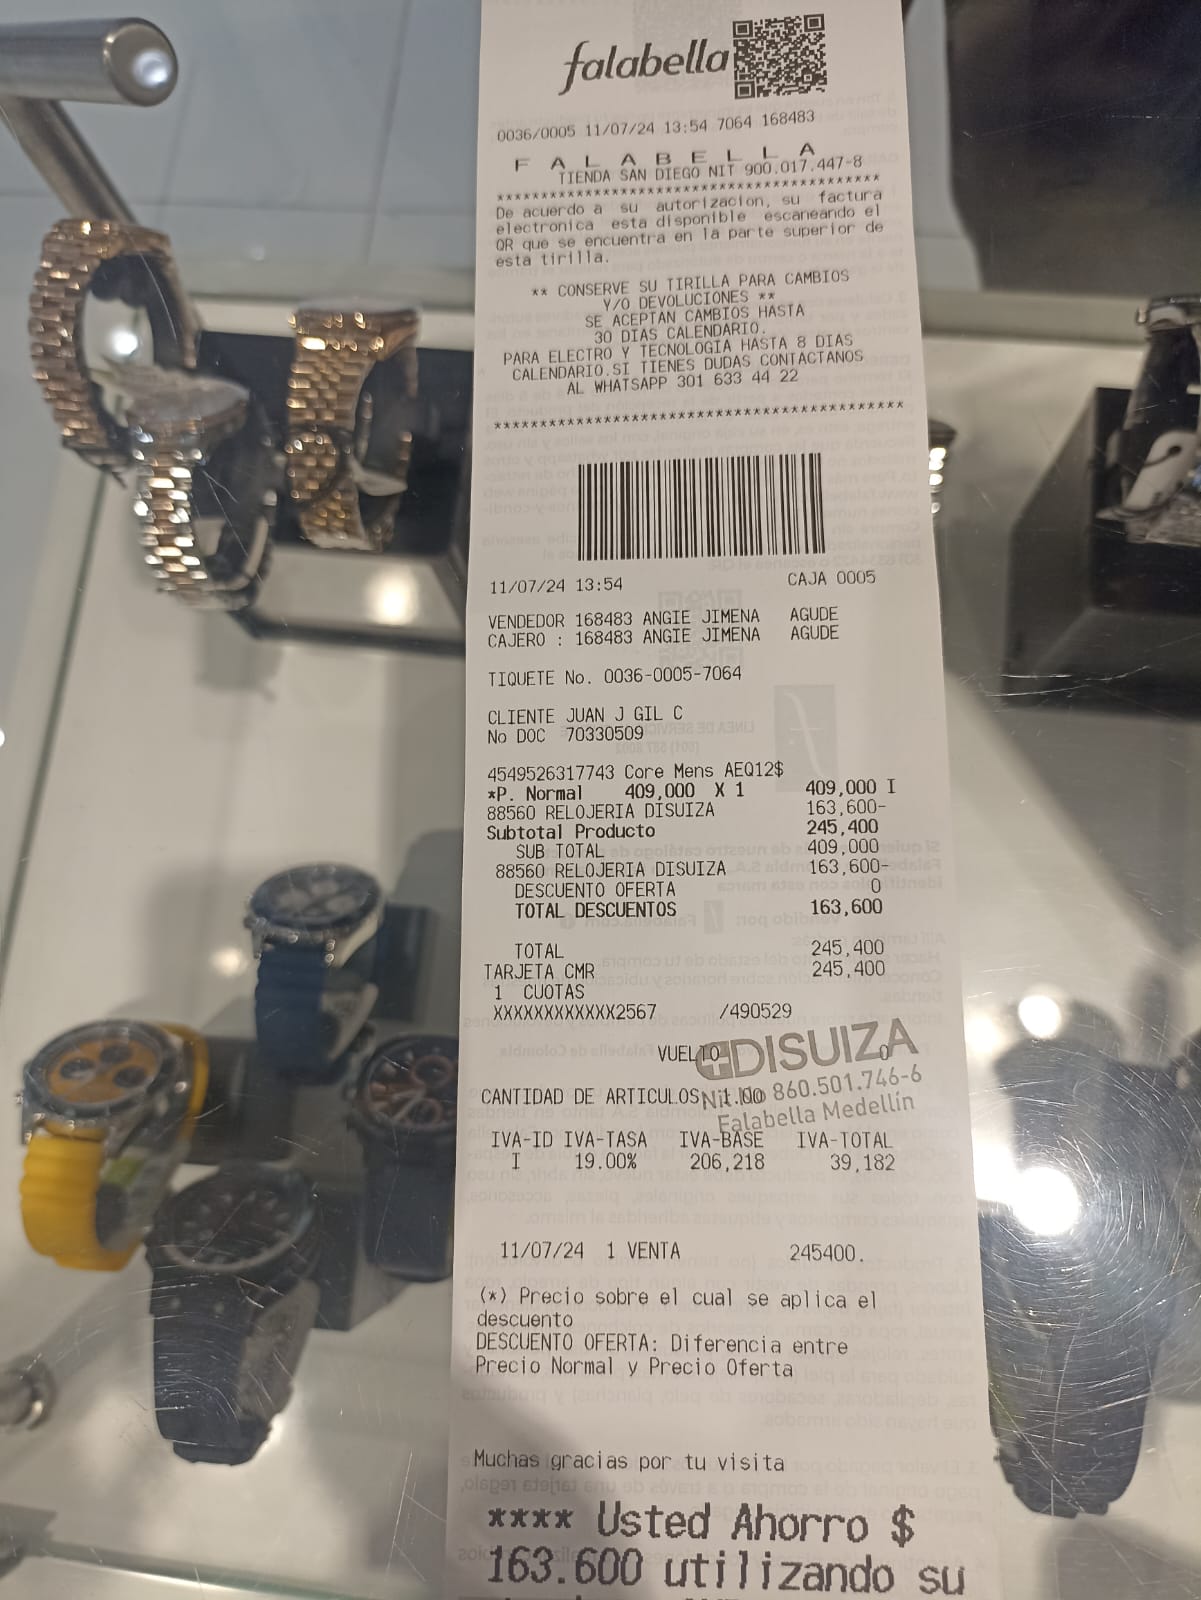 falabella
0036/0005 11/07/24 13:54 7064 168483
F A L A B E L L A
TIENDA SAN DIEGO NIT 900.017.447-8
******************************************
De acuerdo a su autorizacion, su factura
electronica esta disponible escaneando el
QR que se encuentra en la parte superior de
esta tirilla.
** CONSERVE SU TIRILLA PARA CAMBIOS
Y/O DEVOLUCIONES **
SE ACEPTAN CAMBIOS HASTA
30 DIAS CALENDARIO.
PARA ELECTRO Y TECNOLOGIA HASTA 8 DIAS
CALENDARIO.SI TIENES DUDAS CONTACTANOS
AL WHATSAPP 301 633 44 22
******************************************
11/07/24 13:54 CAJA 0005
VENDEDOR 168483 ANGIE JIMENA AGUDE
CAJERO : 168483 ANGIE JIMENA AGUDE
TIQUETE No. 0036-0005-7064
CLIENTE JUAN J GIL C
No DOC 70330509
4549526317743 Core Mens AEQ12$
*P. Normal 409,000 X 1 409,000 I
88560 RELOJERIA DISUIZA 163,600-
Subtotal Producto 245,400
SUB TOTAL 409,000
88560 RELOJERIA DISUIZA 163,600-
DESCUENTO OFERTA 0
TOTAL DESCUENTOS 163,600
TOTAL 245,400
TARJETA CMR 245,400
1 CUOTAS
XXXXXXXXXXXX2567 /490529
VUELTO 0
DISUIZA
CANTIDAD DE ARTICULOS 1.00
Nit. 860.501.746-6
Falabella Medellín
IVA-ID IVA-TASA IVA-BASE IVA-TOTAL
I 19.00% 206,218 39,182
11/07/24 1 VENTA 245400.
(*) Precio sobre el cual se aplica el
descuento
DESCUENTO OFERTA: Diferencia entre
Precio Normal y Precio Oferta
Muchas gracias por tu visita
**** Usted Ahorro $
163.600 utilizando su